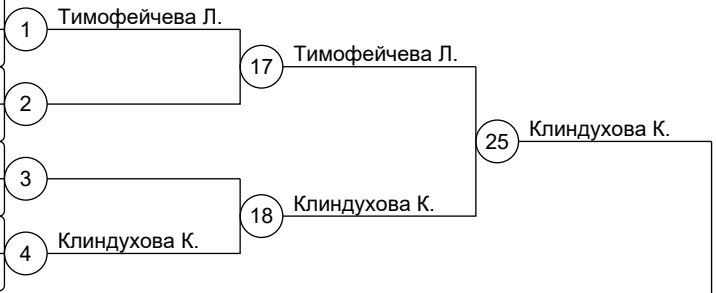 1 Тимофейчева Л.
17 Тимофейчева Л.
2
25 Клиндухова К.
3
18 Клиндухова К.
4 Клиндухова К.